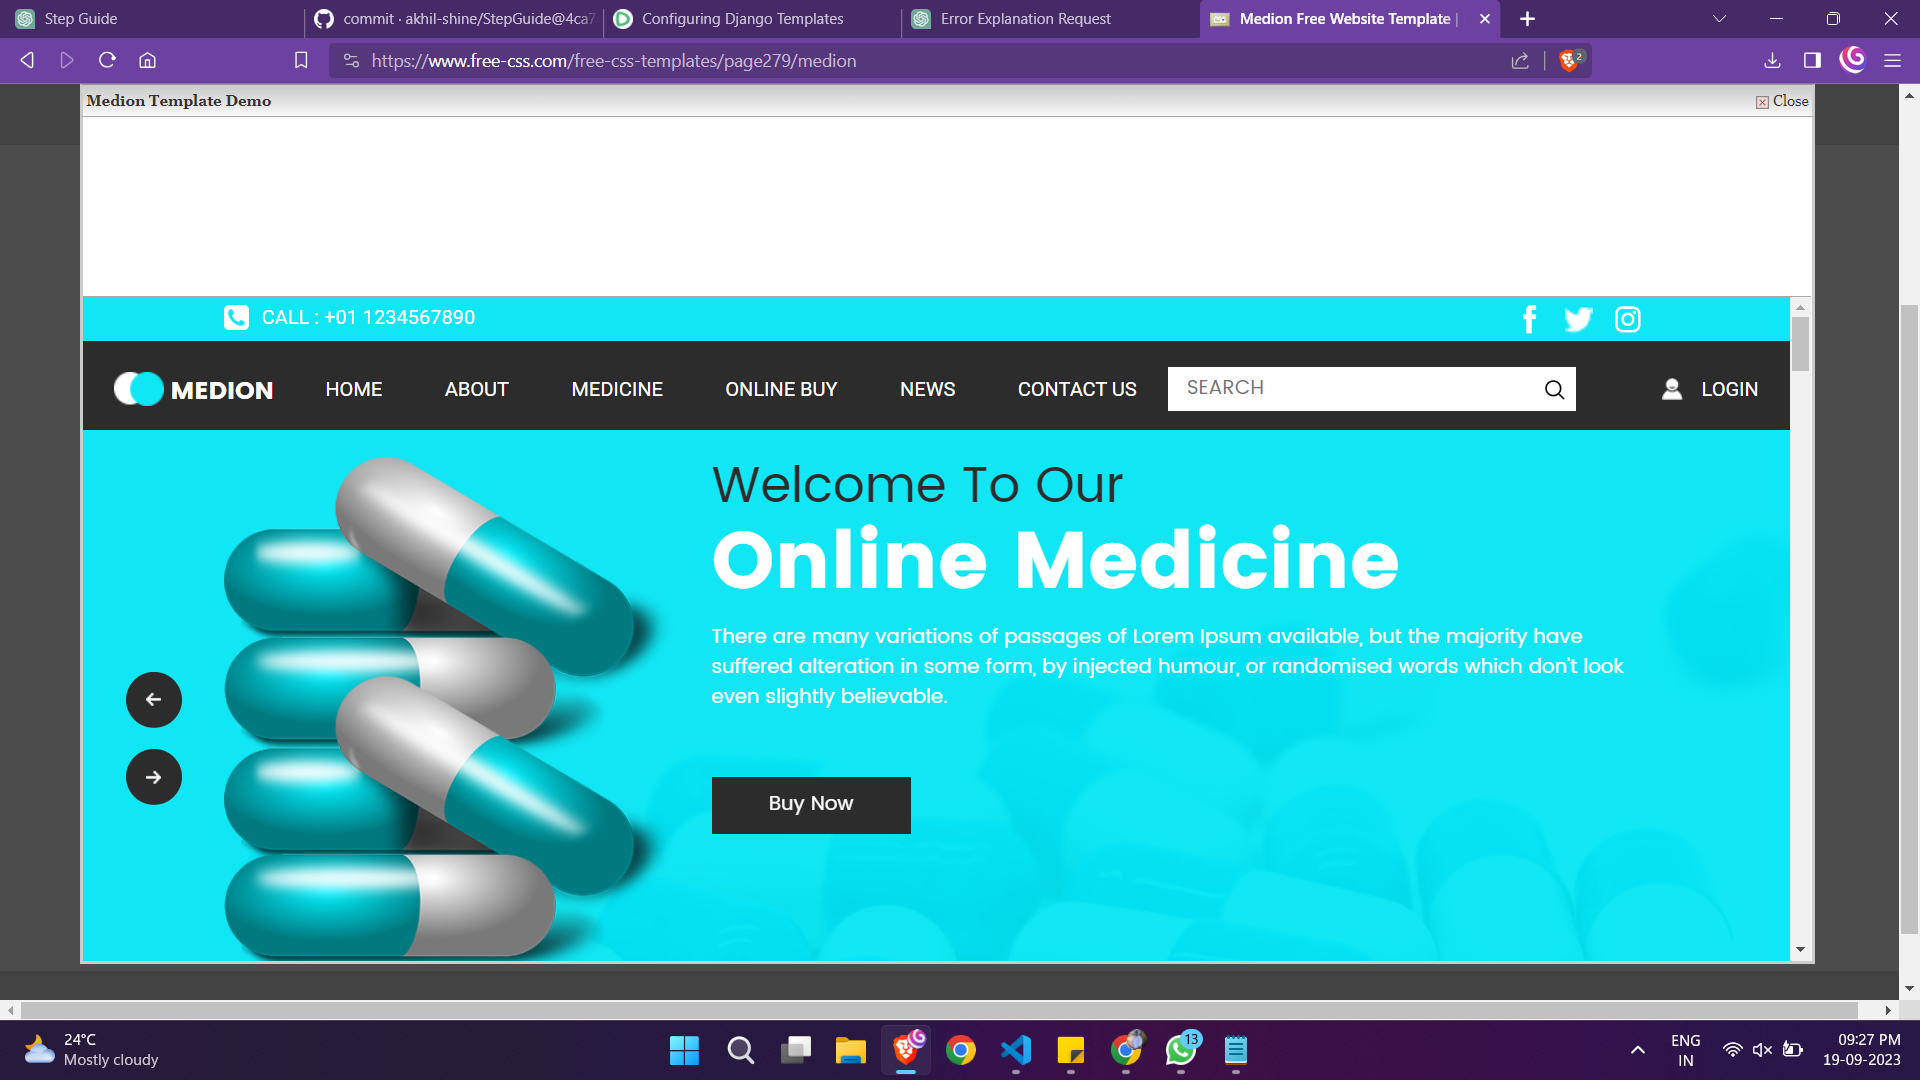 Step Guide
commit · akhil-shine/StepGuide@4ca7
Configuring Django Templates
Error Explanation Request
Medion Free Website Template |
https://www.free-css.com/free-css-templates/page279/medion
2
Medion Template Demo
Close
CALL : +01 1234567890
MEDION
HOME
ABOUT
MEDICINE
ONLINE BUY
NEWS
CONTACT US
SEARCH
LOGIN
Welcome To Our
Online Medicine
There are many variations of passages of Lorem Ipsum available, but the majority have
suffered alteration in some form, by injected humour, or randomised words which don't look
even slightly believable.
Buy Now
24°C
Mostly cloudy
13
ENG
IN
09:27 PM
19-09-2023